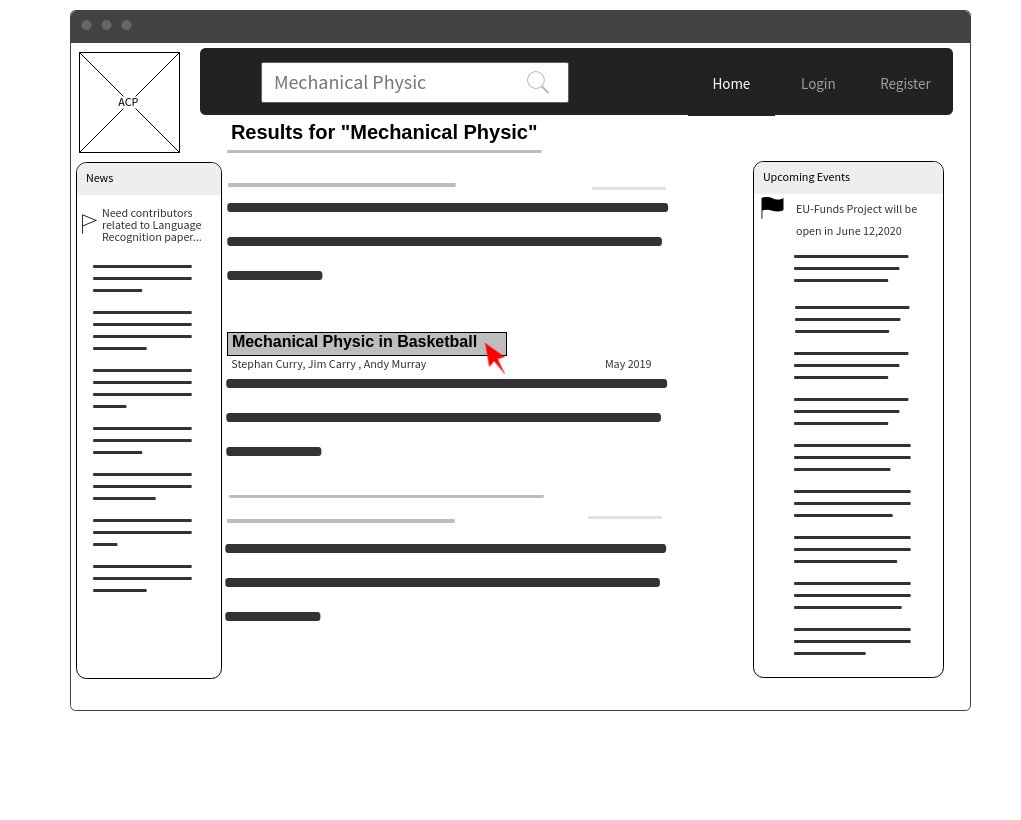 ACP
Mechanical Physic
Home
Login
Register
Results for "Mechanical Physic"
News
Need contributors
related to Language
Recognition paper...
Mechanical Physic in Basketball
Stephan Curry, Jim Carry , Andy Murray
May 2019
Upcoming Events
EU-Funds Project will be
open in June 12,2020